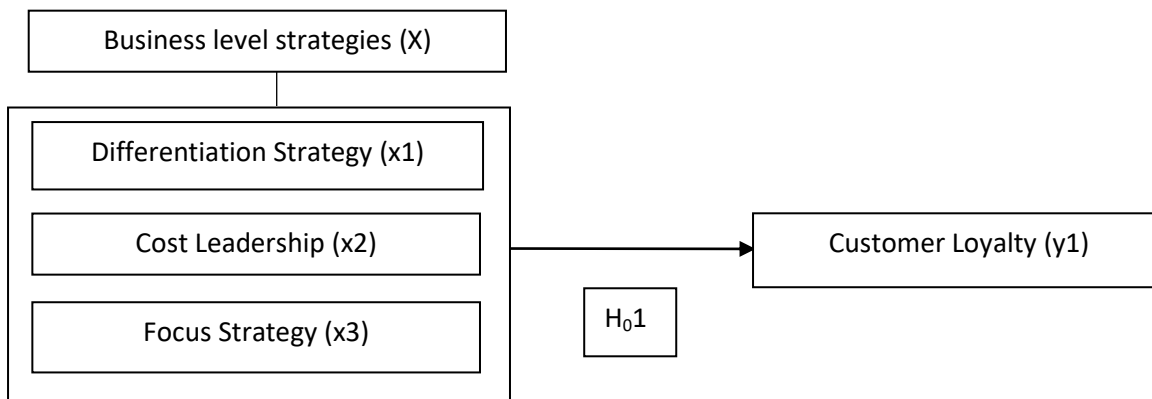 Business level strategies (X)
Differentiation Strategy (x1)
Cost Leadership (x2)
Focus Strategy (x3)
Customer Loyalty (y1)
H₀1